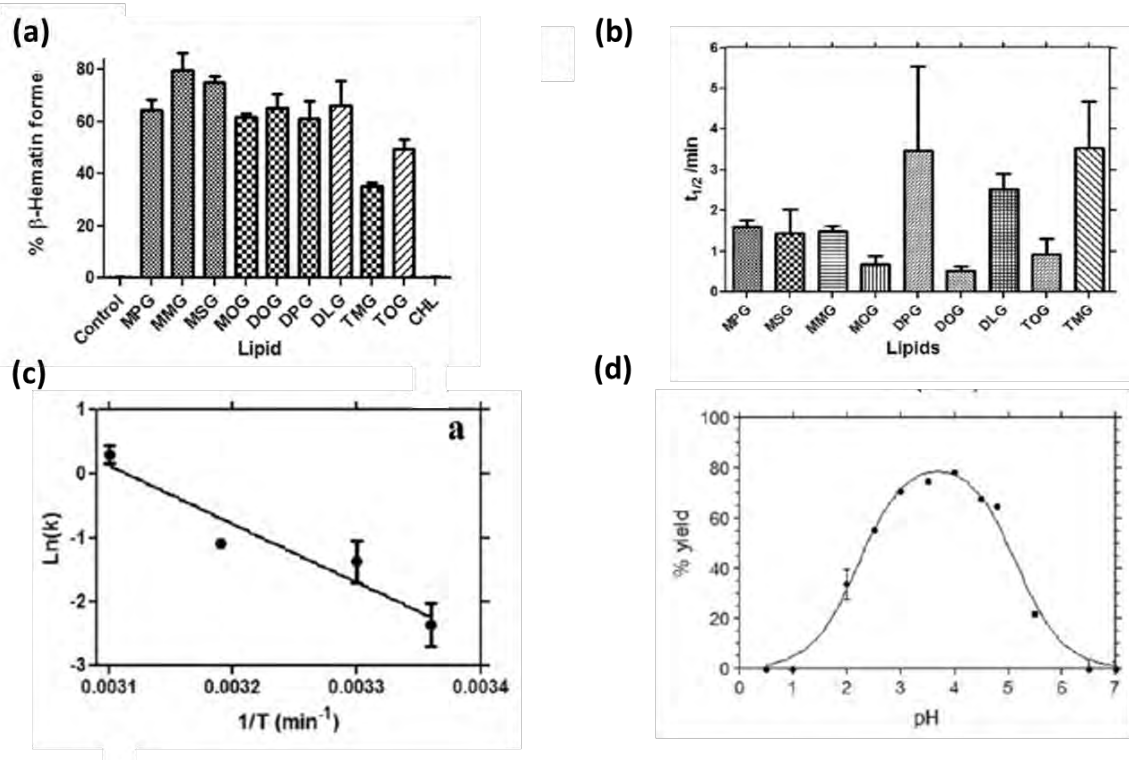 (a)
% β-Hematin forme
80
60
40
20
0
Control
MPG
MMG
MSG
MOG
DOG
DPG
DLG
TMG
TOG
CHL
Lipid
(b)
t1/2 /min
6
5
4
3
2
1
0
MPG
MSG
MMG
MOG
DPG
DOG
DLG
TOG
TMG
Lipids
(c)
a
Ln(k)
1
0
-1
-2
-3
0.0031 0.0032 0.0033 0.0034
1/T (min-1)
(d)
% yield
100
80
60
40
20
0
0 1 2 3 4 5 6 7
pH